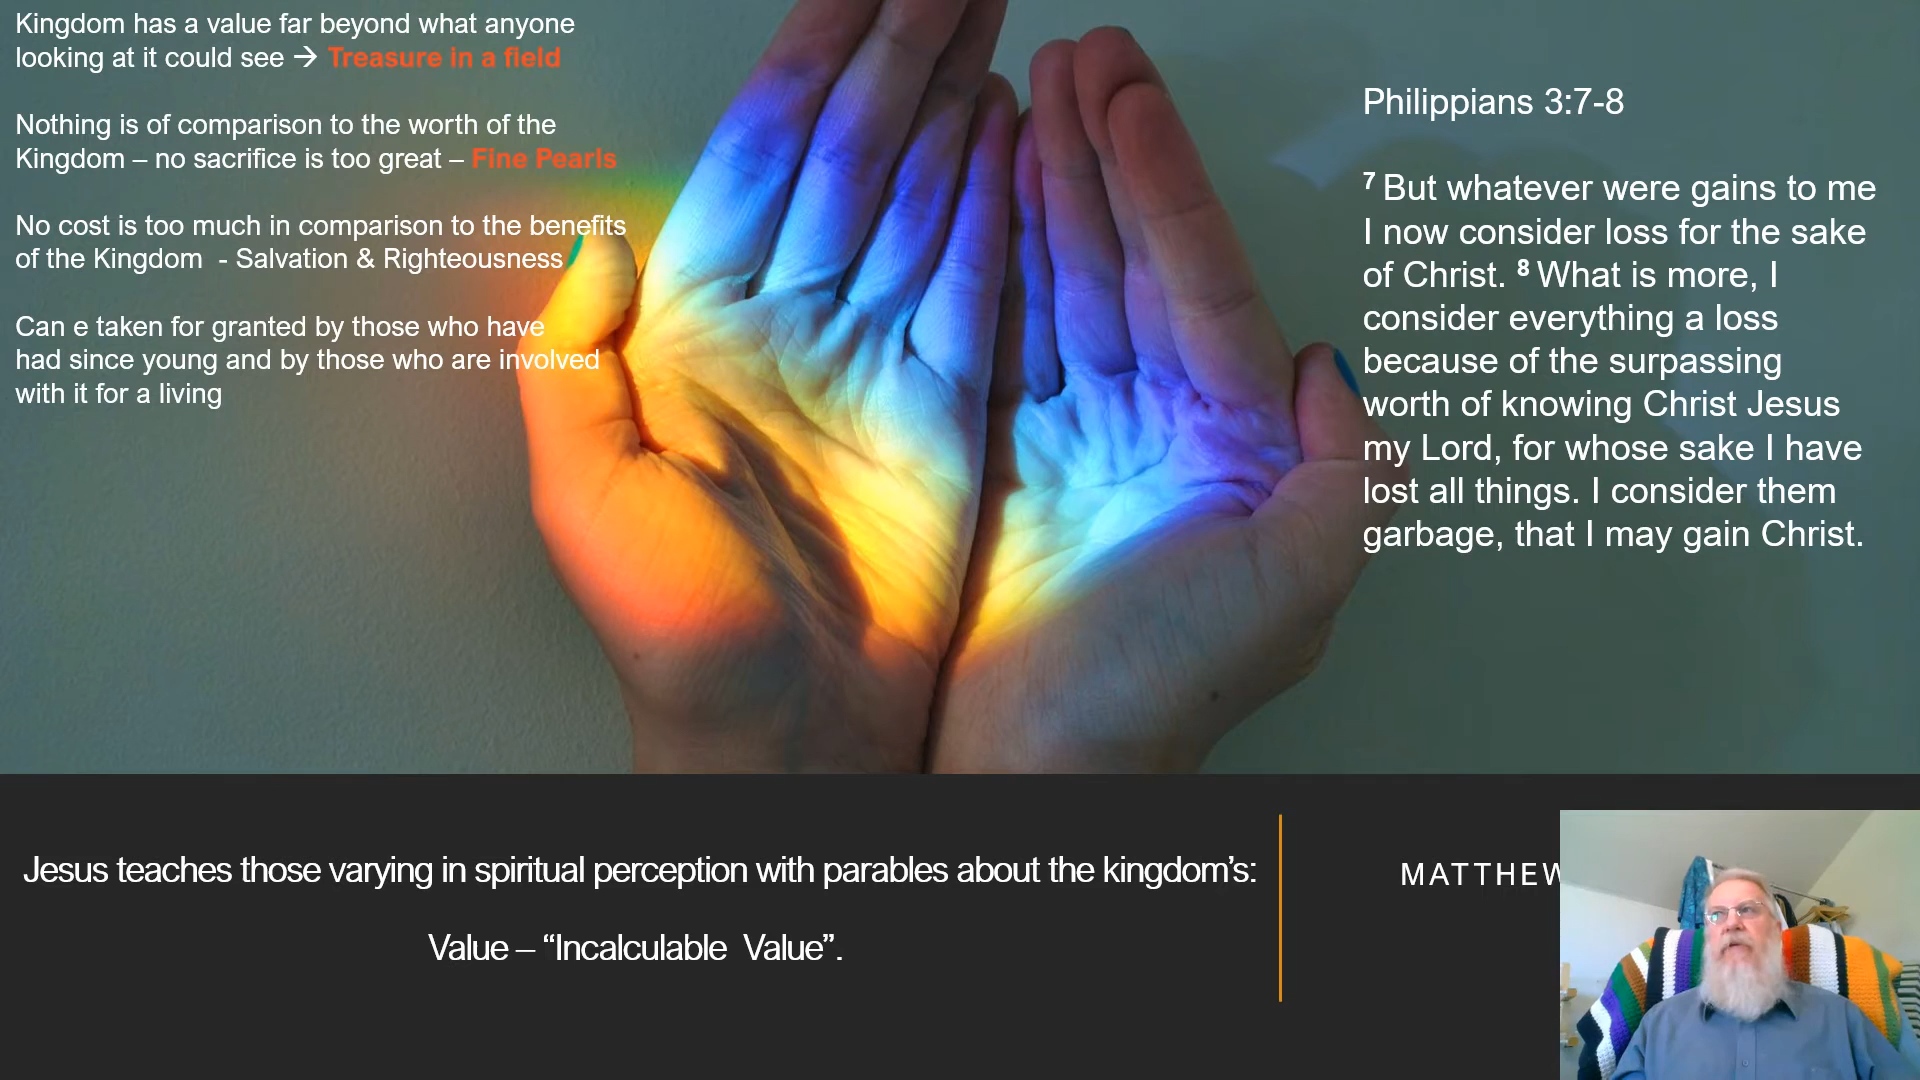 Kingdom has a value far beyond what anyone
looking at it could see → Treasure in a field
Nothing is of comparison to the worth of the
Kingdom – no sacrifice is too great – Fine Pearls
No cost is too much in comparison to the benefits
of the Kingdom  - Salvation & Righteousness
Can e taken for granted by those who have
had since young and by those who are involved
with it for a living
Philippians 3:7-8
7 But whatever were gains to me
I now consider loss for the sake
of Christ. 8 What is more, I
consider everything a loss
because of the surpassing
worth of knowing Christ Jesus
my Lord, for whose sake I have
lost all things. I consider them
garbage, that I may gain Christ.
Jesus teaches those varying in spiritual perception with parables about the kingdom’s:
Value – “Incalculable  Value”.
MATTHEW